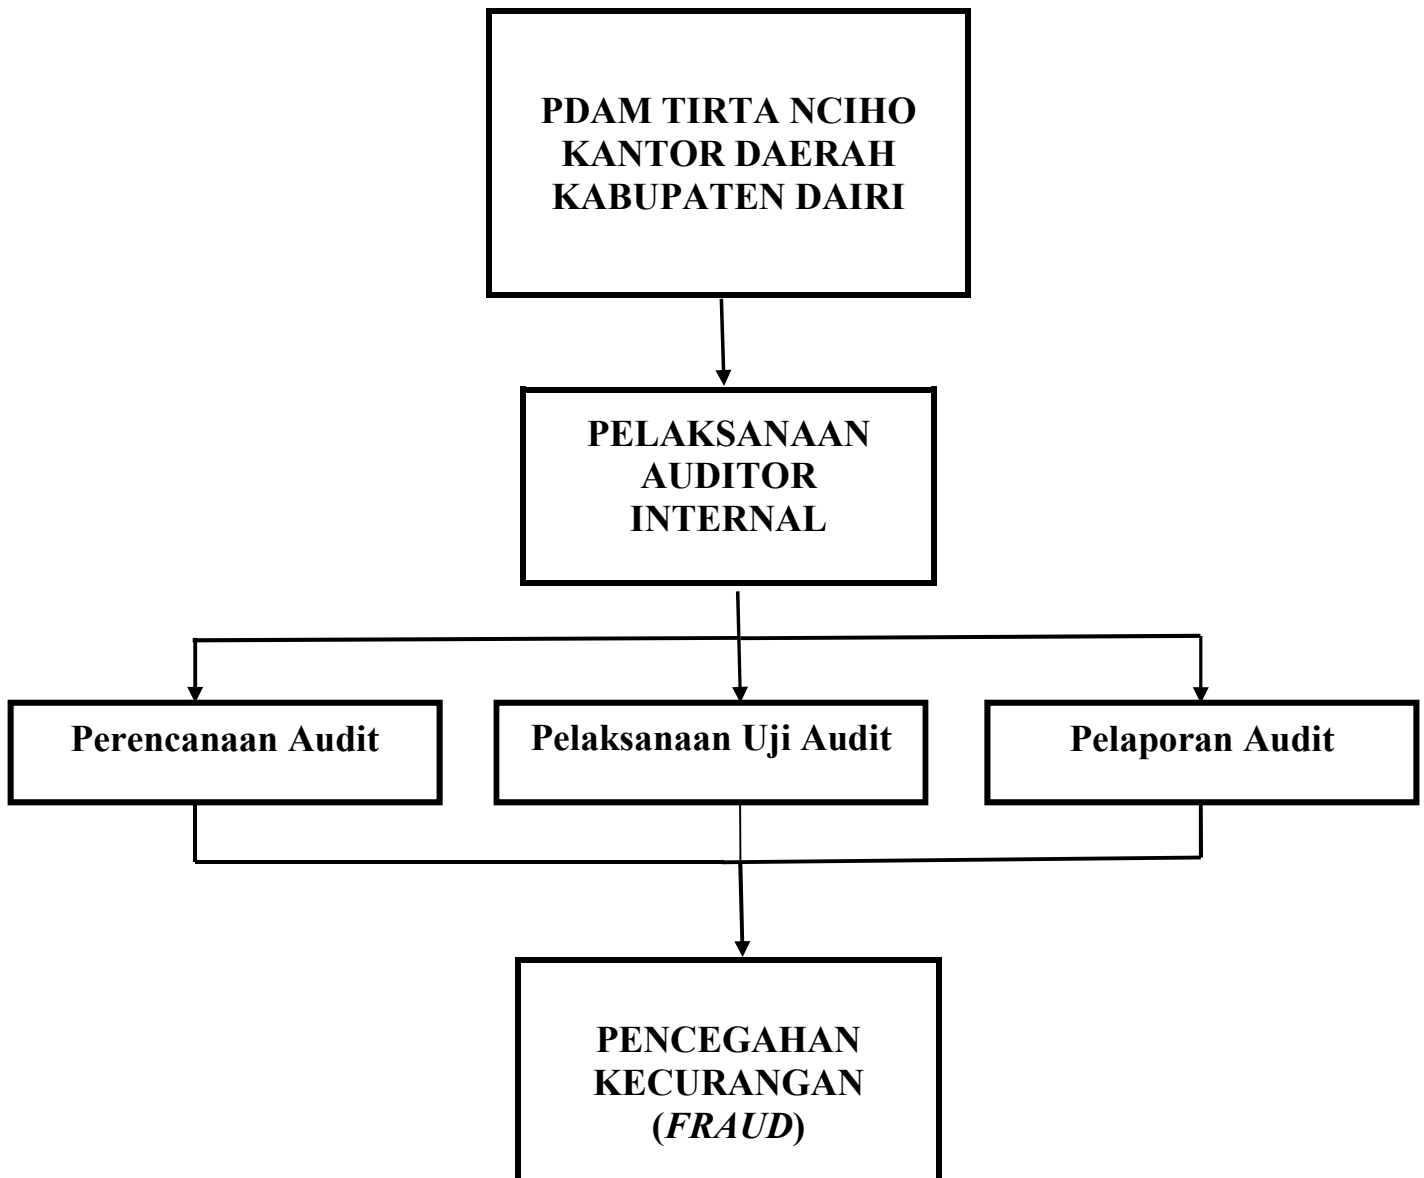 PDAM TIRTA NCIHO
KANTOR DAERAH
KABUPATEN DAIRI
PELAKSANAAN
AUDITOR
INTERNAL
Perencanaan Audit
Pelaksanaan Uji Audit
Pelaporan Audit
PENCEGAHAN
KECURANGAN
(FRAUD)